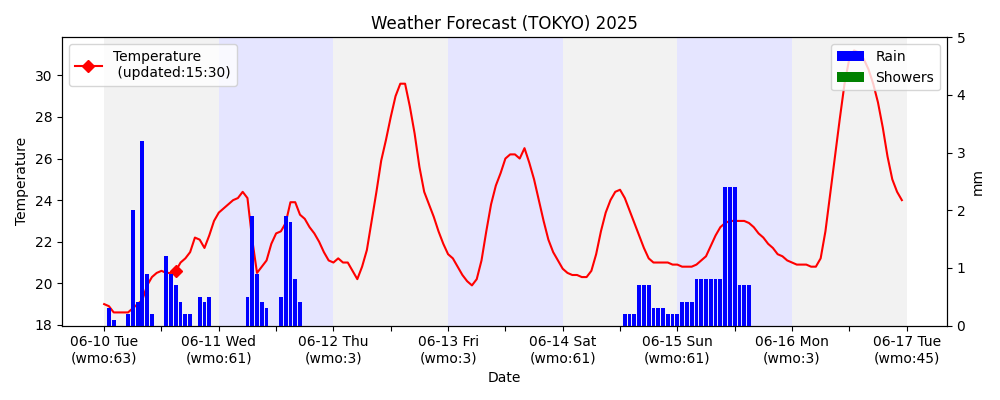 Weather Forecast (TOKYO) 2025
Temperature
(updated:15:30)
Rain
Showers
Temperature
30
28
26
24
22
20
18
5
4
3
2
1
0
mm
06-10 Tue
(wmo:63)
06-11 Wed
(wmo:61)
06-12 Thu
(wmo:3)
06-13 Fri
(wmo:3)
06-14 Sat
(wmo:61)
06-15 Sun
(wmo:61)
06-16 Mon
(wmo:3)
06-17 Tue
(wmo:45)
Date